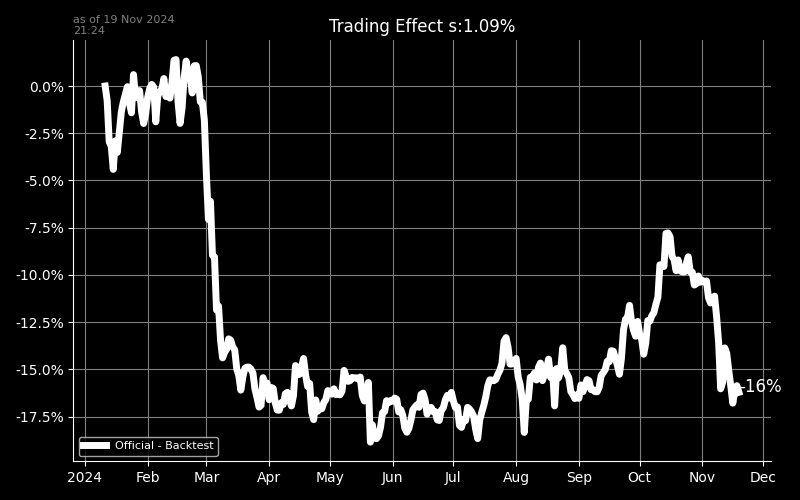 as of 19 Nov 2024
21:24
Trading Effect s:1.09%
0.0%
-2.5%
-5.0%
-7.5%
-10.0%
-12.5%
-15.0%
-17.5%
-16%
Official - Backtest
2024 Feb Mar Apr May Jun Jul Aug Sep Oct Nov Dec